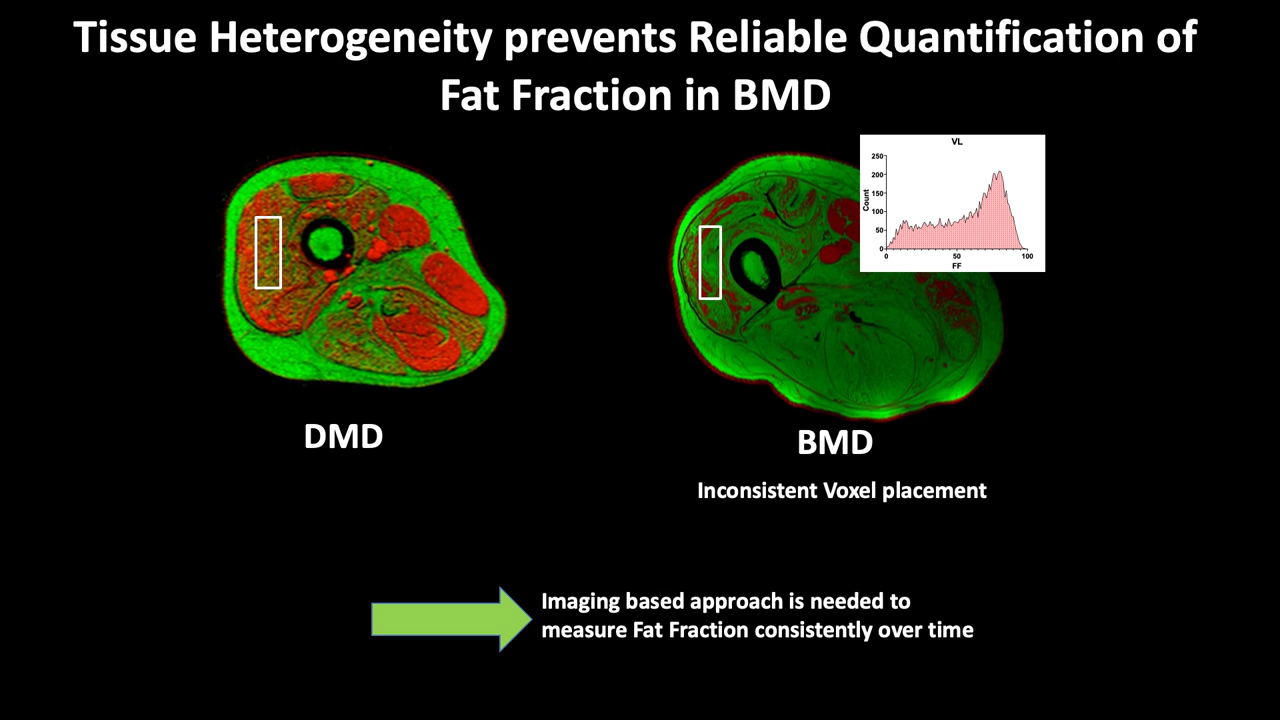 Tissue Heterogeneity prevents Reliable Quantification of
Fat Fraction in BMD
VL
250
200
150
100
50
0
Count
0 50 100
FF
DMD
BMD
Inconsistent Voxel placement
Imaging based approach is needed to
measure Fat Fraction consistently over time